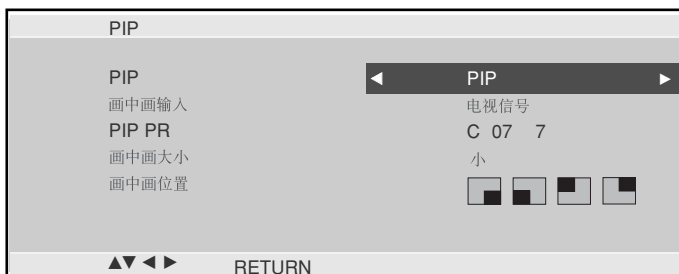 PIP
PIP ◀ PIP ▶
画中画输入 电视信号
PIP PR C 07 7
画中画大小 小
画中画位置
▲▼ ◀ ▶ RETURN